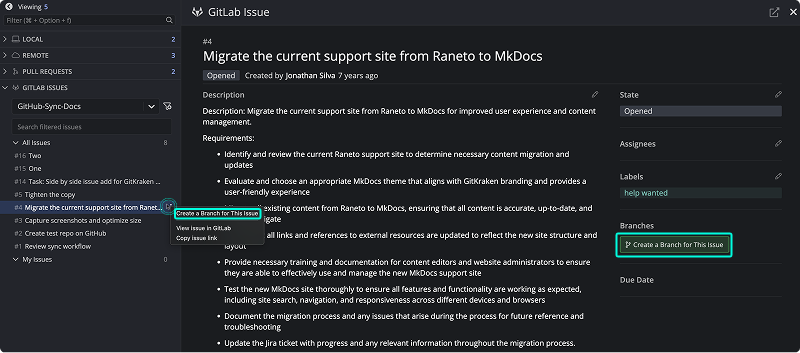 Viewing 5
Filter (⌘ + Option + f)
LOCAL 2
REMOTE 3
PULL REQUESTS 2
GITLAB ISSUES
GitHub-Sync-Docs
Search filtered issues
All Issues 8
#16 Two
#15 One
#14 Task: Side by side issue add for GitKraken ...
#5 Tighten the copy
#4 Migrate the current support site from Ranet...
#3 Capture screenshots and optimize size
#2 Create test repo on GitHub
#1 Review sync workflow
My Issues
Create a Branch for This Issue
View issue in GitLab
Copy issue link
GitLab Issue
#4
Migrate the current support site from Raneto to MkDocs
Opened Created by Jonathan Silva 7 years ago
Description
Description: Migrate the current support site from Raneto to MkDocs for improved user experience and content
management.
Requirements:
• Identify and review the current Raneto support site to determine necessary content migration and
updates
• Evaluate and choose an appropriate MkDocs theme that aligns with GitKraken branding and provides a
user-friendly experience
existing content from Raneto to MkDocs, ensuring that all content is accurate, up-to-date, and
igate
all links and references to external resources are updated to reflect the new site structure and
layout
• Provide necessary training and documentation for content editors and website administrators to ensure
they are able to effectively use and manage the new MkDocs support site
• Test the new MkDocs site thoroughly to ensure all features and functionality are working as expected,
including site search, navigation, and responsiveness across different devices and browsers
• Document the migration process and any issues that arise during the process for future reference and
troubleshooting
• Update the Jira ticket with progress and any relevant information throughout the migration process.
State
Opened
Assignees
Labels
help wanted
Branches
Create a Branch for This Issue
Due Date